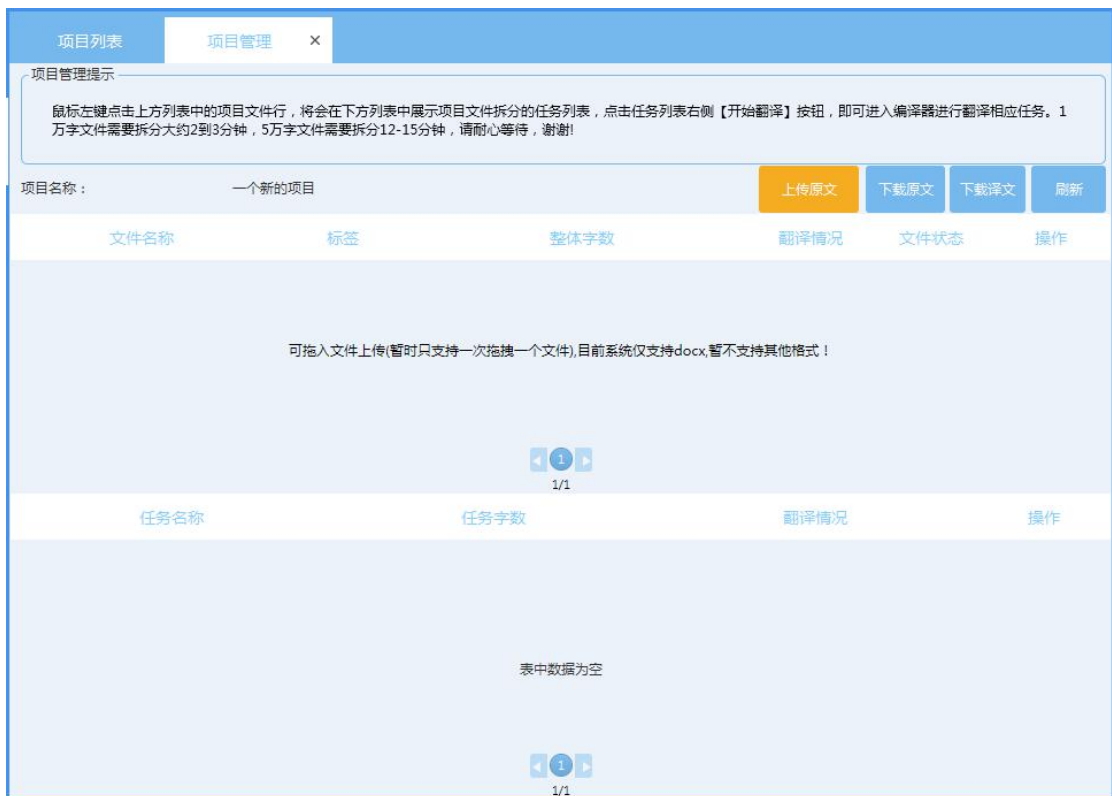 项目列表 项目管理 ×
项目管理提示
鼠标左键点击上方列表中的项目文件行，将会在下方列表中展示项目文件拆分的任务列表，点击任务列表右侧【开始翻译】按钮，即可进入编译器进行翻译相应任务。1
万字文件需要拆分大约2到3分钟，5万字文件需要拆分12-15分钟，请耐心等待，谢谢!
项目名称： 一个新的项目 上传原文 下载原文 下载译文 刷新
文件名称 标签 整体字数 翻译情况 文件状态 操作
可拖入文件上传(暂时只支持一次拖拽一个文件),目前系统仅支持docx,暂不支持其他格式！
1
1/1
任务名称 任务字数 翻译情况 操作
表中数据为空
1
1/1